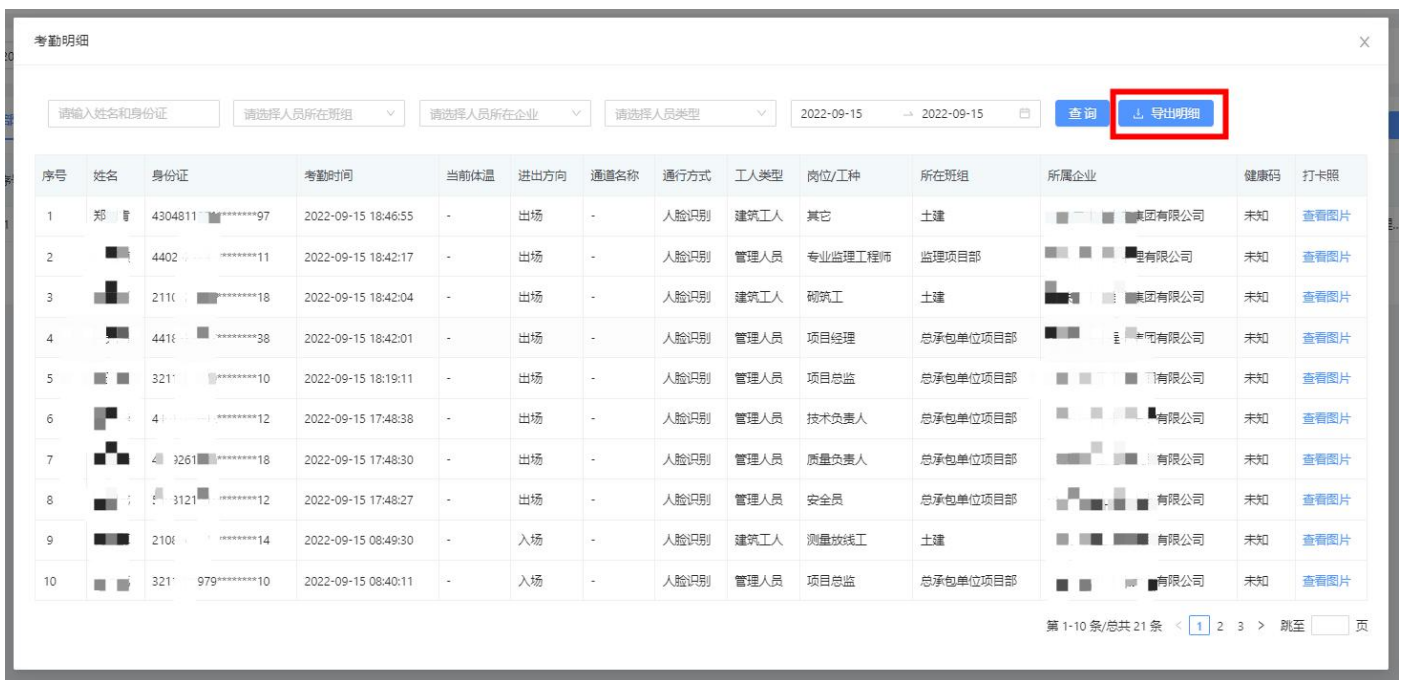 考勤明细
请输入姓名和身份证 请选择人员所在班组 请选择人员所在企业 请选择人员类型 2022-09-15 → 2022-09-15 查询 导出明细
序号 姓名 身份证 考勤时间 当前体温 进出方向 通道名称 通行方式 工人类型 岗位/工种 所在班组 所属企业 健康码 打卡照
1 郑 4304811 ********97 2022-09-15 18:46:55 - 出场 - 人脸识别 建筑工人 其它 土建 集团有限公司 未知 查看图片
2 4402 ********11 2022-09-15 18:42:17 - 出场 - 人脸识别 管理人员 专业监理工程师 监理项目部 有限公司 未知 查看图片
3 211 ********18 2022-09-15 18:42:04 - 出场 - 人脸识别 建筑工人 砌筑工 土建 集团有限公司 未知 查看图片
4 441 ********38 2022-09-15 18:42:01 - 出场 - 人脸识别 管理人员 项目经理 总承包单位项目部 有限公司 未知 查看图片
5 321 ********10 2022-09-15 18:19:11 - 出场 - 人脸识别 管理人员 项目总监 总承包单位项目部 有限公司 未知 查看图片
6 4 ********12 2022-09-15 17:48:38 - 出场 - 人脸识别 管理人员 技术负责人 总承包单位项目部 有限公司 未知 查看图片
7 4 9261 ********18 2022-09-15 17:48:30 - 出场 - 人脸识别 管理人员 质量负责人 总承包单位项目部 有限公司 未知 查看图片
8 3121 ********12 2022-09-15 17:48:27 - 出场 - 人脸识别 管理人员 安全员 总承包单位项目部 有限公司 未知 查看图片
9 210 ********14 2022-09-15 08:49:30 - 入场 - 人脸识别 建筑工人 测量放线工 土建 有限公司 未知 查看图片
10 321 979********10 2022-09-15 08:40:11 - 入场 - 人脸识别 管理人员 项目总监 总承包单位项目部 有限公司 未知 查看图片
第 1-10 条/总共 21 条 < 1 2 3 > 跳至 页